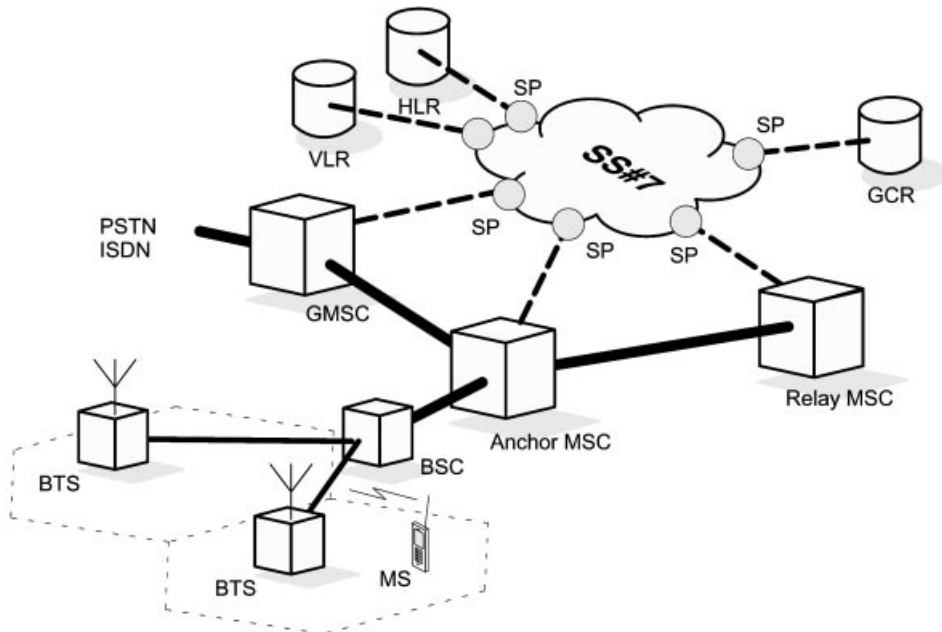 HLR
SP
VLR
SS#7
SP
GCR
SP
PSTN
ISDN
SP
SP
GMSC
Relay MSC
Anchor MSC
BSC
BTS
BTS
MS